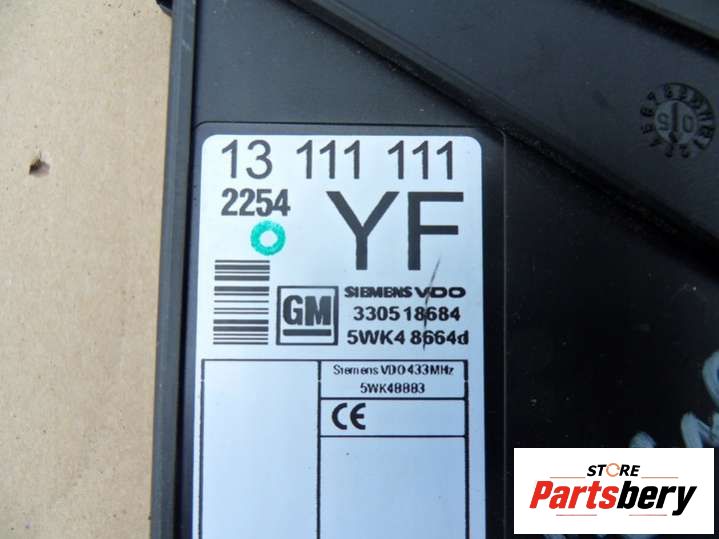 13 111 111
2254
YF
GM
SIEMENS VDO
330518684
5WK4 8664d
Siemens VDO 433MHz
5WK48883
CE
STORE
Partsbery